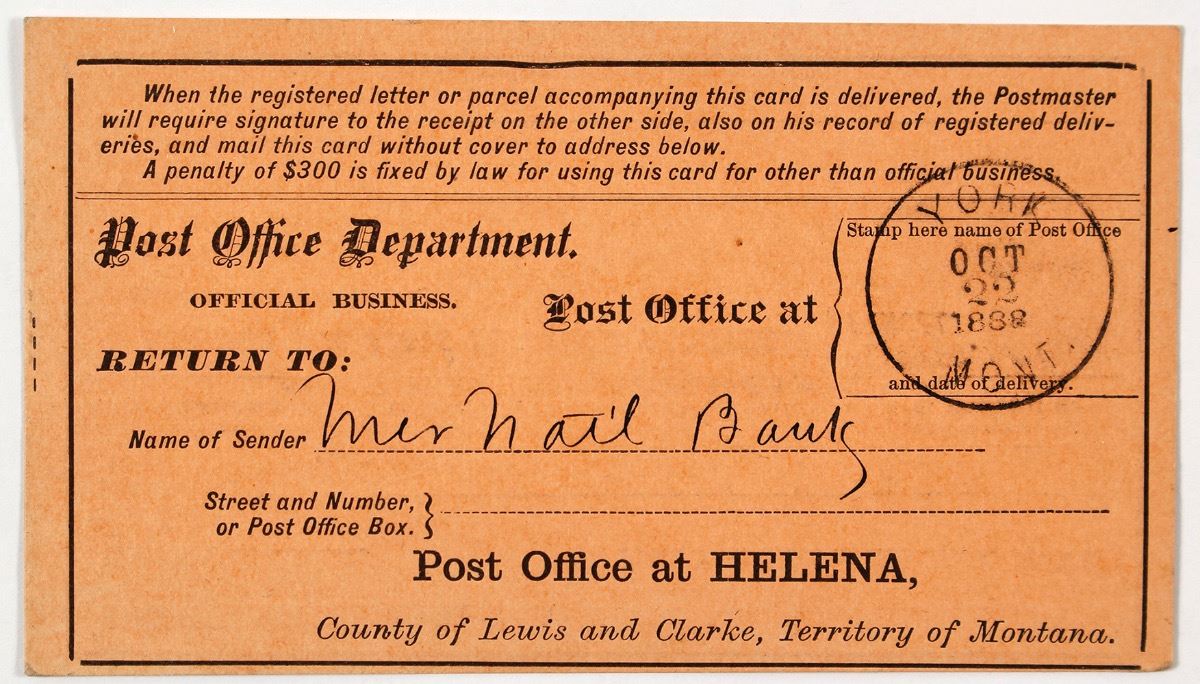 When the registered letter or parcel accompanying this card is delivered, the Postmaster
will require signature to the receipt on the other side, also on his record of registered deliv-
eries, and mail this card without cover to address below.
A penalty of $300 is fixed by law for using this card for other than official business.
Post Office Department.
OFFICIAL BUSINESS.
Post Office at
Stamp here name of Post Office
and date of delivery.
YORK
OCT
22
1888
MONT.
RETURN TO:
Name of Sender Mer Nat'l Bank
Street and Number,
or Post Office Box.
Post Office at HELENA,
County of Lewis and Clarke, Territory of Montana.